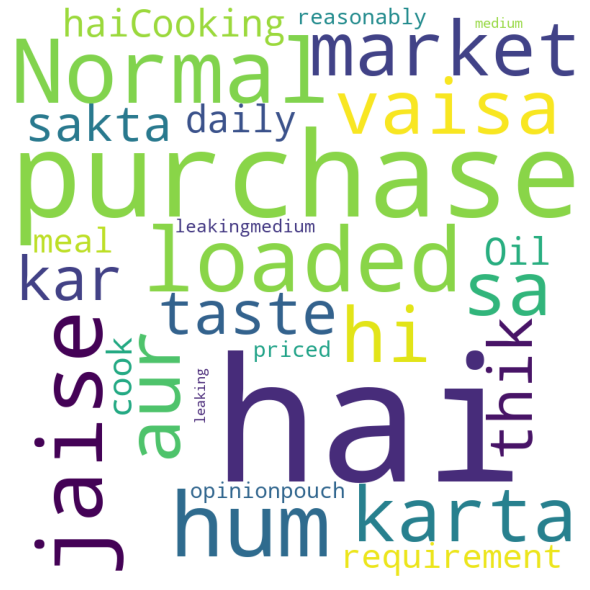 haiCooking reasonably medium
Normal market
sakta daily vaisa
purchase
leakingmedium
meal loaded Oil
kar taste hi sa
jaise cook aur priced thik
leaking hai
opinionpouch
hum karta
requirement